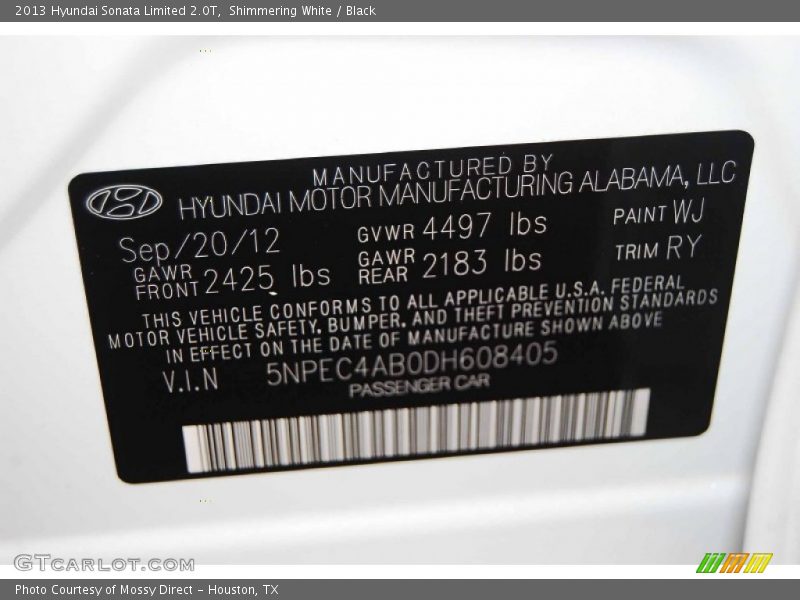 2013 Hyundai Sonata Limited 2.0T, Shimmering White / Black
MANUFACTURED BY
HYUNDAI MOTOR MANUFACTURING ALABAMA, LLC
Sep/20/12 GVWR 4497 lbs PAINT WJ
GAWR FRONT 2425 lbs GAWR REAR 2183 lbs TRIM RY
THIS VEHICLE CONFORMS TO ALL APPLICABLE U.S.A. FEDERAL
MOTOR VEHICLE SAFETY, BUMPER, AND THEFT PREVENTION STANDARDS
IN EFFECT ON THE DATE OF MANUFACTURE SHOWN ABOVE
V.I.N 5NPEC4AB0DH608405
PASSENGER CAR
GTCARLOT.COM
Photo Courtesy of Mossy Direct - Houston, TX